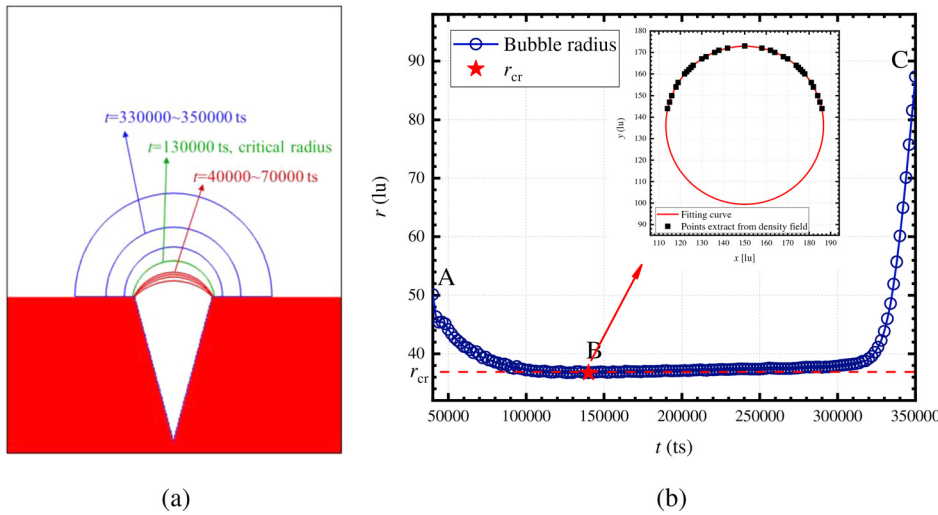 t=330000~350000 ts
t=130000 ts, critical radius
t=40000~70000 ts
(a)
Bubble radius
r_cr
A
B
C
90
80
70
60
50
40
r_cr
r (lu)
50000
100000
150000
200000
250000
300000
350000
t (ts)
180
170
160
150
140
130
120
110
100
90
y (lu)
110
120
130
140
150
160
170
180
190
x [lu]
Fitting curve
Points extract from density field
(b)